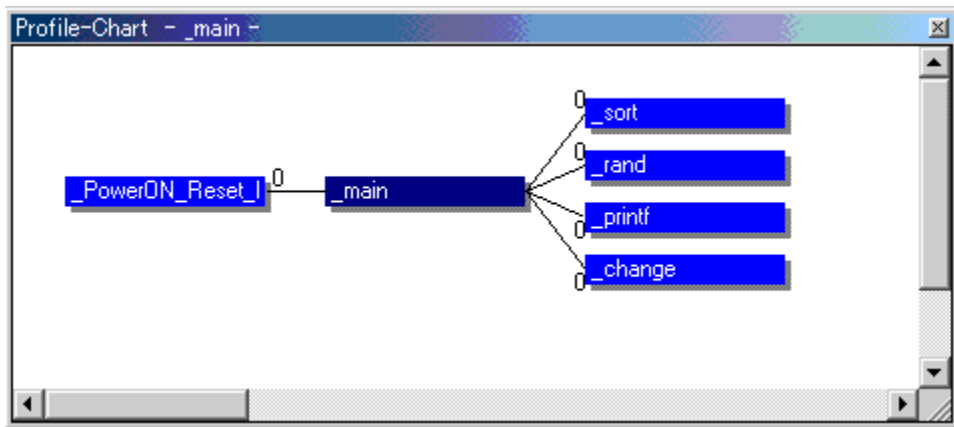 Profile-Chart - _main -
0
_sort
0
_rand
_PowerON_Reset_I
0
_main
_printf
0
_change
0